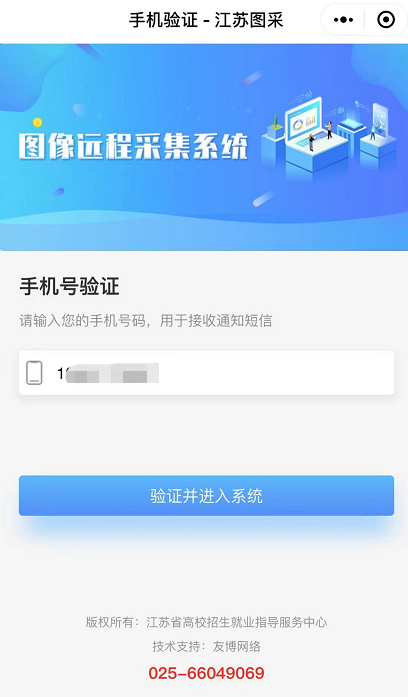 手机验证 - 江苏图采
图像远程采集系统
手机号验证
请输入您的手机号码，用于接收通知短信
验证并进入系统
版权所有：江苏省高校招生就业指导服务中心
技术支持：友博网络
025-66049069